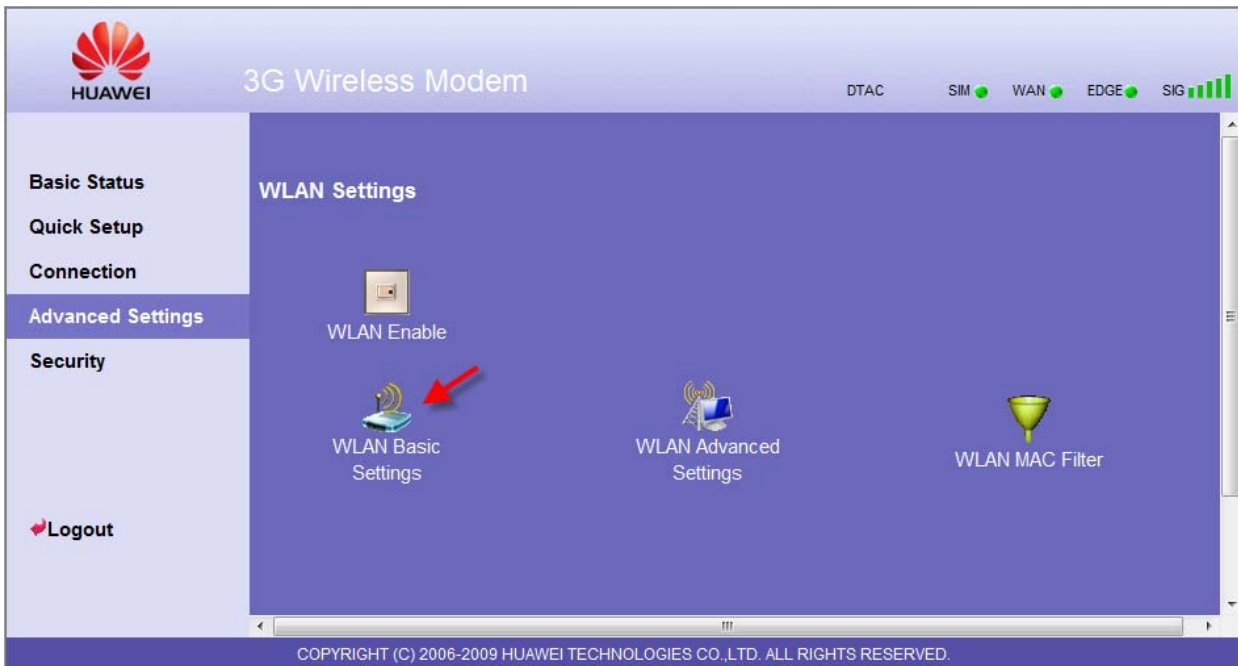 HUAWEI
3G Wireless Modem
DTAC
SIM
WAN
EDGE
SIG
Basic Status
Quick Setup
Connection
Advanced Settings
Security
Logout
WLAN Settings
WLAN Enable
WLAN Basic
Settings
WLAN Advanced
Settings
WLAN MAC Filter
COPYRIGHT (C) 2006-2009 HUAWEI TECHNOLOGIES CO.,LTD. ALL RIGHTS RESERVED.